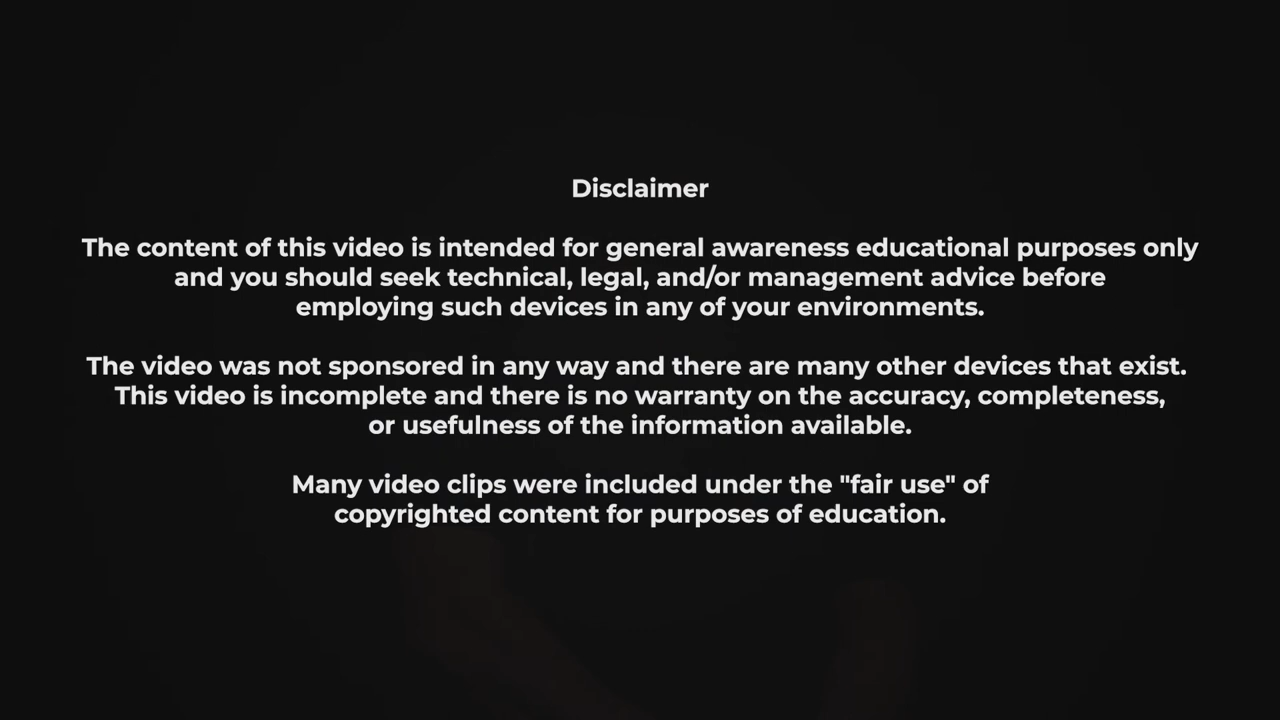 Disclaimer
The content of this video is intended for general awareness educational purposes only
and you should seek technical, legal, and/or management advice before
employing such devices in any of your environments.
The video was not sponsored in any way and there are many other devices that exist.
This video is incomplete and there is no warranty on the accuracy, completeness,
or usefulness of the information available.
Many video clips were included under the "fair use" of
copyrighted content for purposes of education.